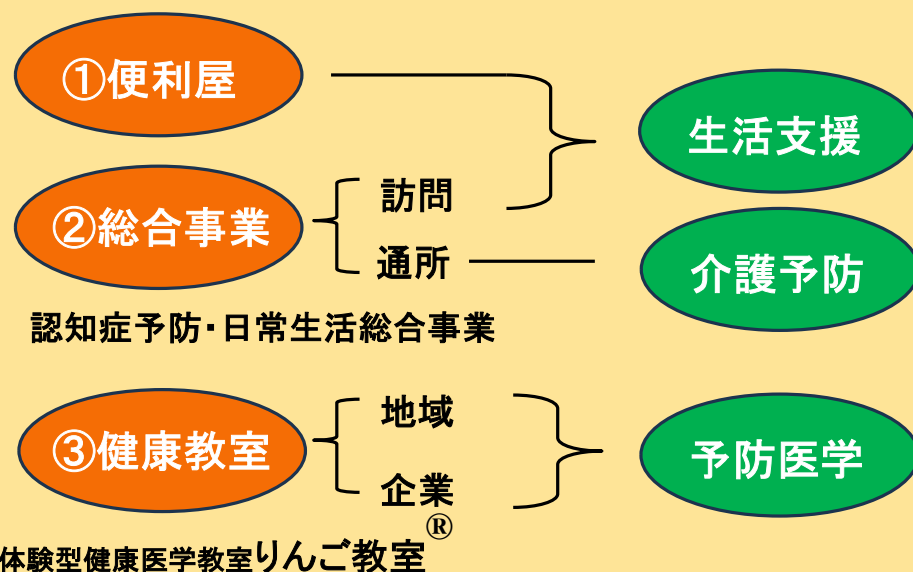 ①便利屋
生活支援
②総合事業
訪問
通所
介護予防
認知症予防・日常生活総合事業
③健康教室
地域
企業
予防医学
体験型健康医学教室りんご教室®